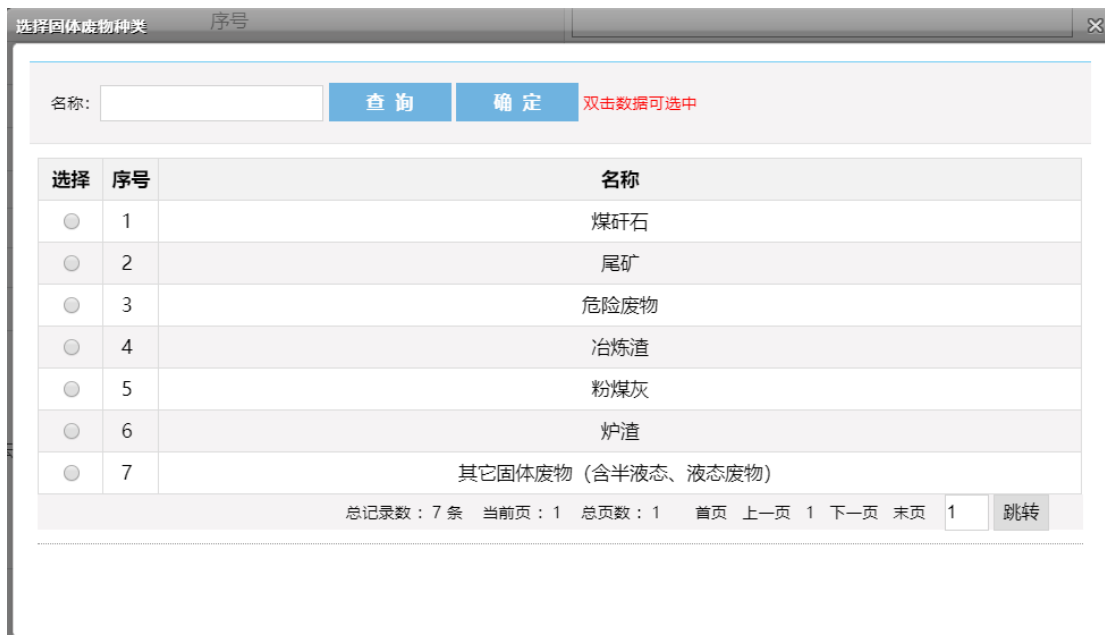 选择固体废物种类 序号
名称： 查 询 确 定 双击数据可选中
选择 序号 名称
1 煤矸石
2 尾矿
3 危险废物
4 冶炼渣
5 粉煤灰
6 炉渣
7 其它固体废物（含半液态、液态废物）
总记录数：7 条 当前页：1 总页数：1 首页 上一页 1 下一页 末页 1 跳转